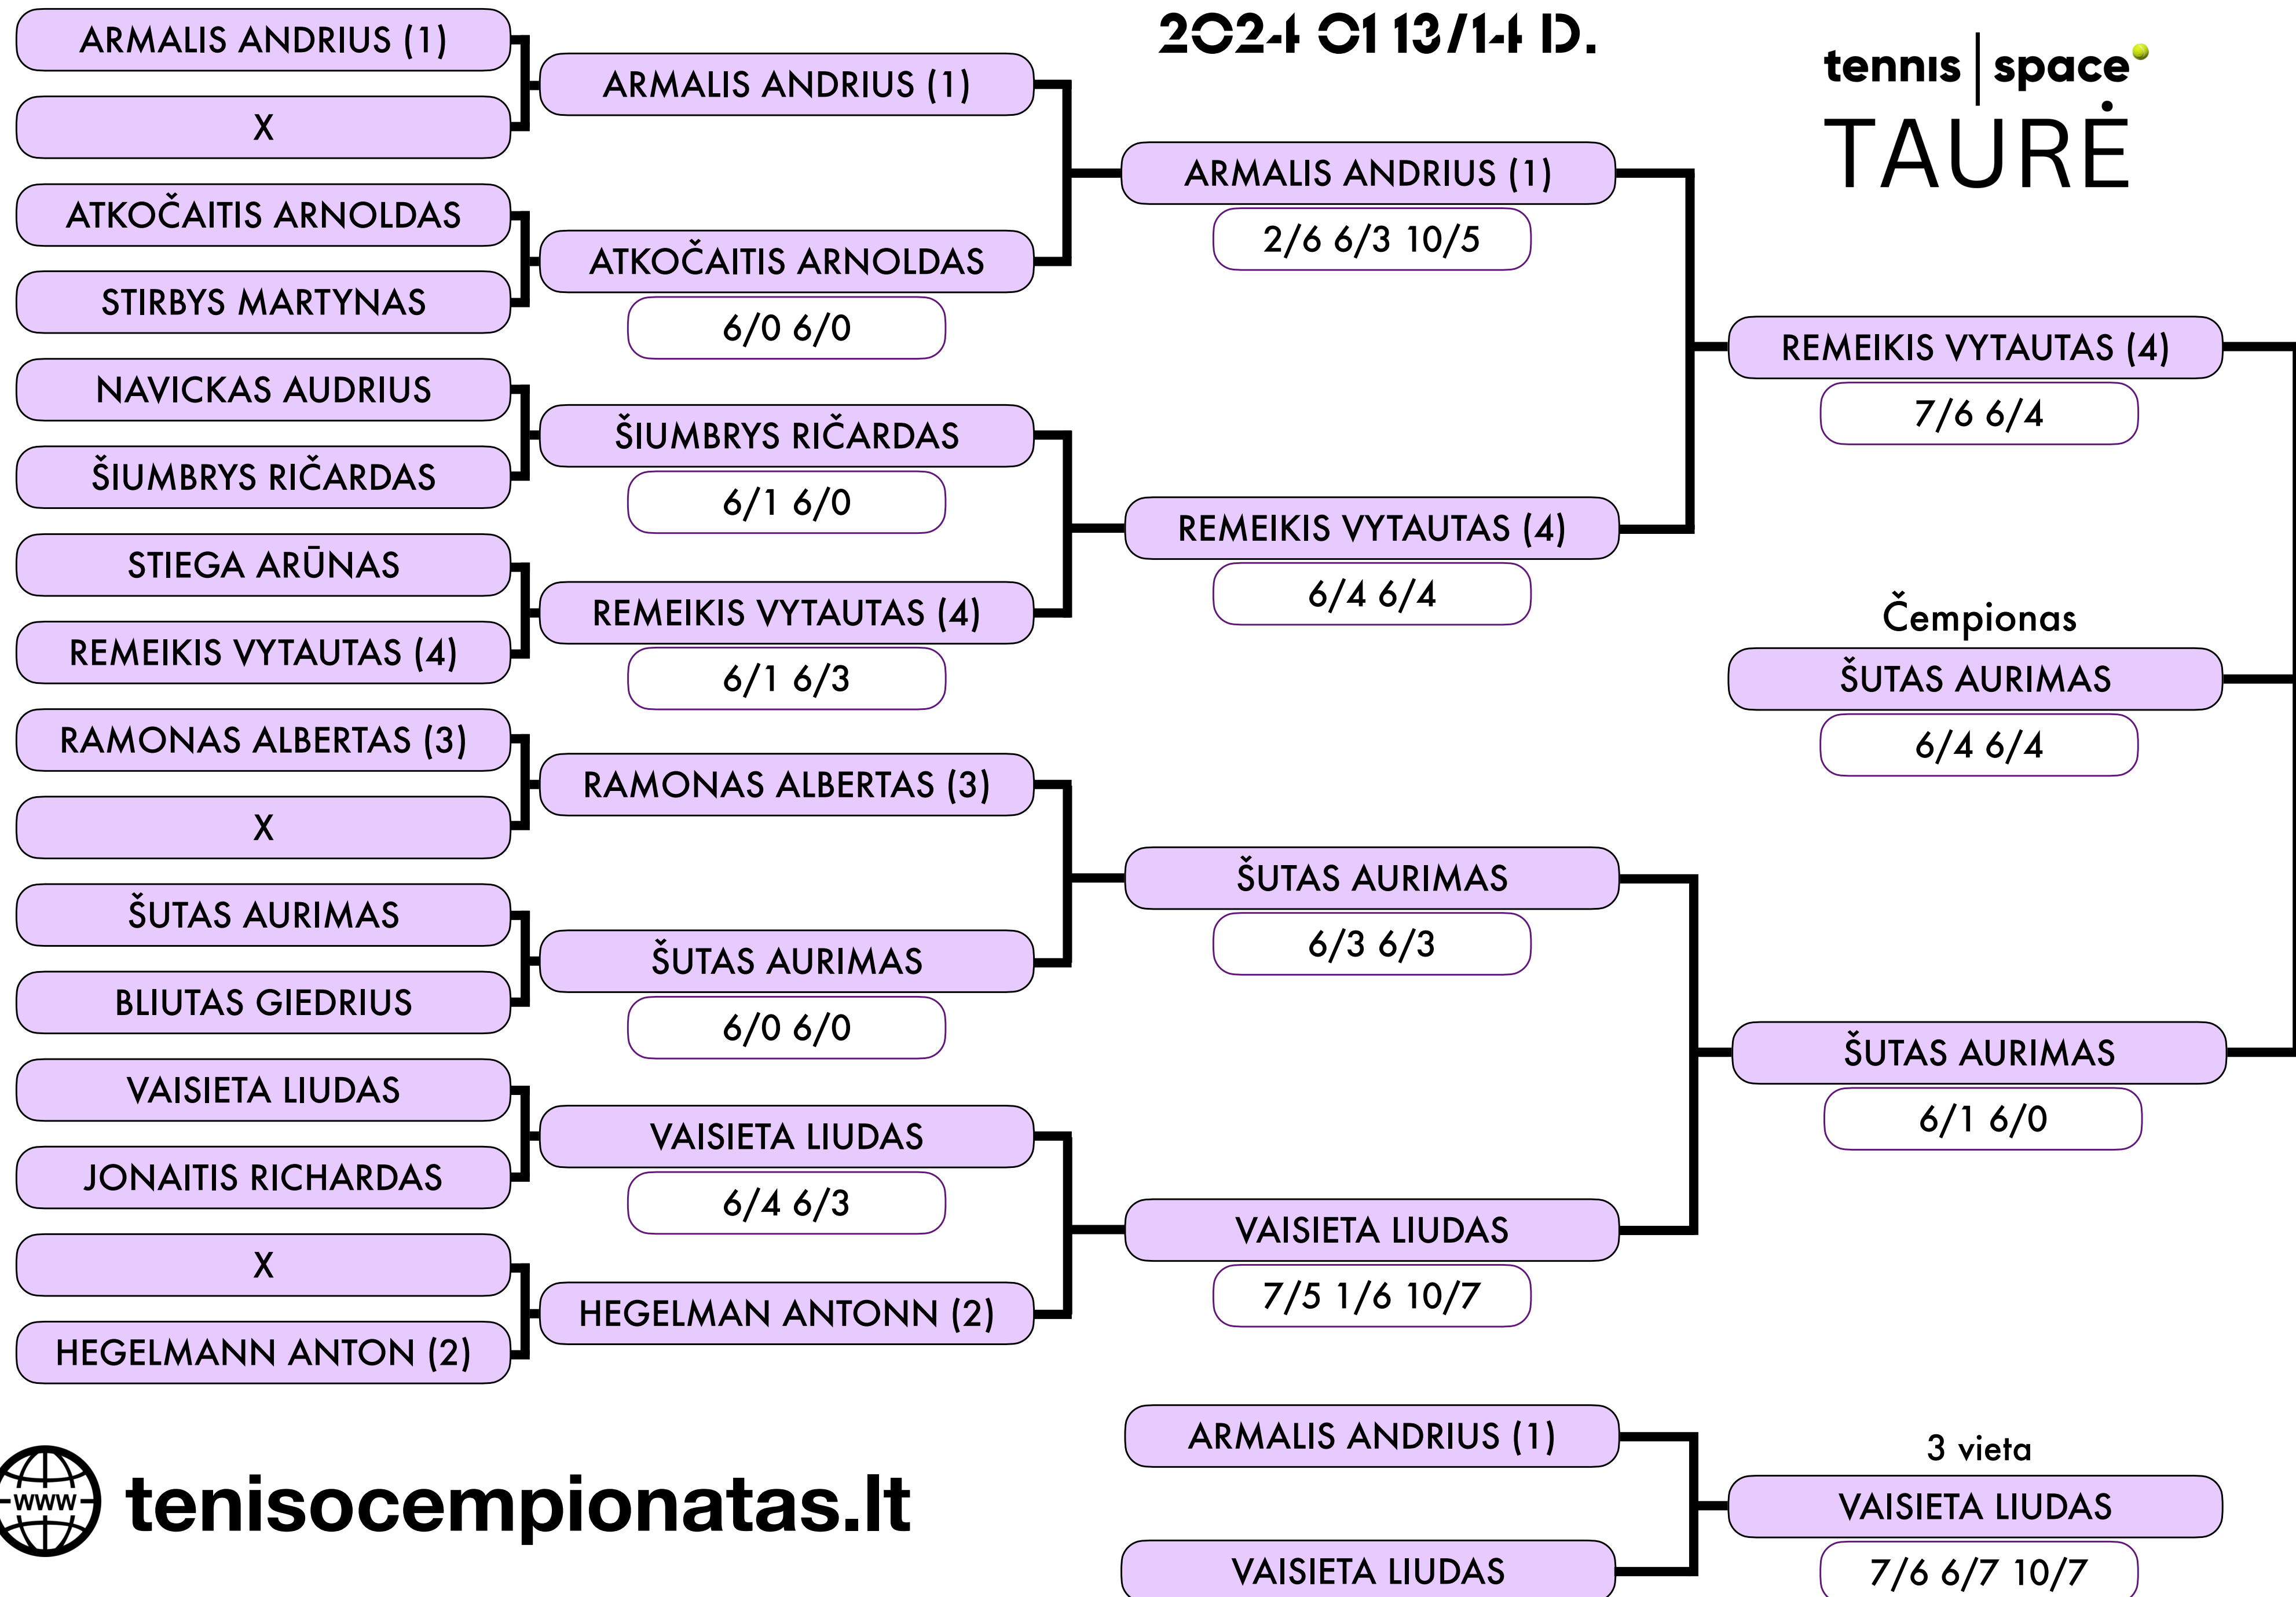 2024 01 13/14 D.
tennis | space
TAURĖ
ARMALIS ANDRIUS (1)
X
ATKOČAITIS ARNOLDAS
STIRBYS MARTYNAS
NAVICKAS AUDRIUS
ŠIUMBRYS RIČARDAS
STIEGA ARŪNAS
REMEIKIS VYTAUTAS (4)
RAMONAS ALBERTAS (3)
X
ŠUTAS AURIMAS
BLIUTAS GIEDRIUS
VAISIETA LIUDAS
JONAITIS RICHARDAS
X
HEGELMANN ANTON (2)
ARMALIS ANDRIUS (1)
ATKOČAITIS ARNOLDAS
6/0 6/0
ŠIUMBRYS RIČARDAS
6/1 6/0
REMEIKIS VYTAUTAS (4)
6/1 6/3
RAMONAS ALBERTAS (3)
ŠUTAS AURIMAS
6/0 6/0
VAISIETA LIUDAS
6/4 6/3
HEGELMAN ANTONN (2)
ARMALIS ANDRIUS (1)
2/6 6/3 10/5
REMEIKIS VYTAUTAS (4)
6/4 6/4
ŠUTAS AURIMAS
6/3 6/3
VAISIETA LIUDAS
7/5 1/6 10/7
REMEIKIS VYTAUTAS (4)
7/6 6/4
Čempionas
ŠUTAS AURIMAS
6/4 6/4
ŠUTAS AURIMAS
6/1 6/0
ARMALIS ANDRIUS (1)
VAISIETA LIUDAS
3 vieta
VAISIETA LIUDAS
7/6 6/7 10/7
www
tenisocempionatas.lt